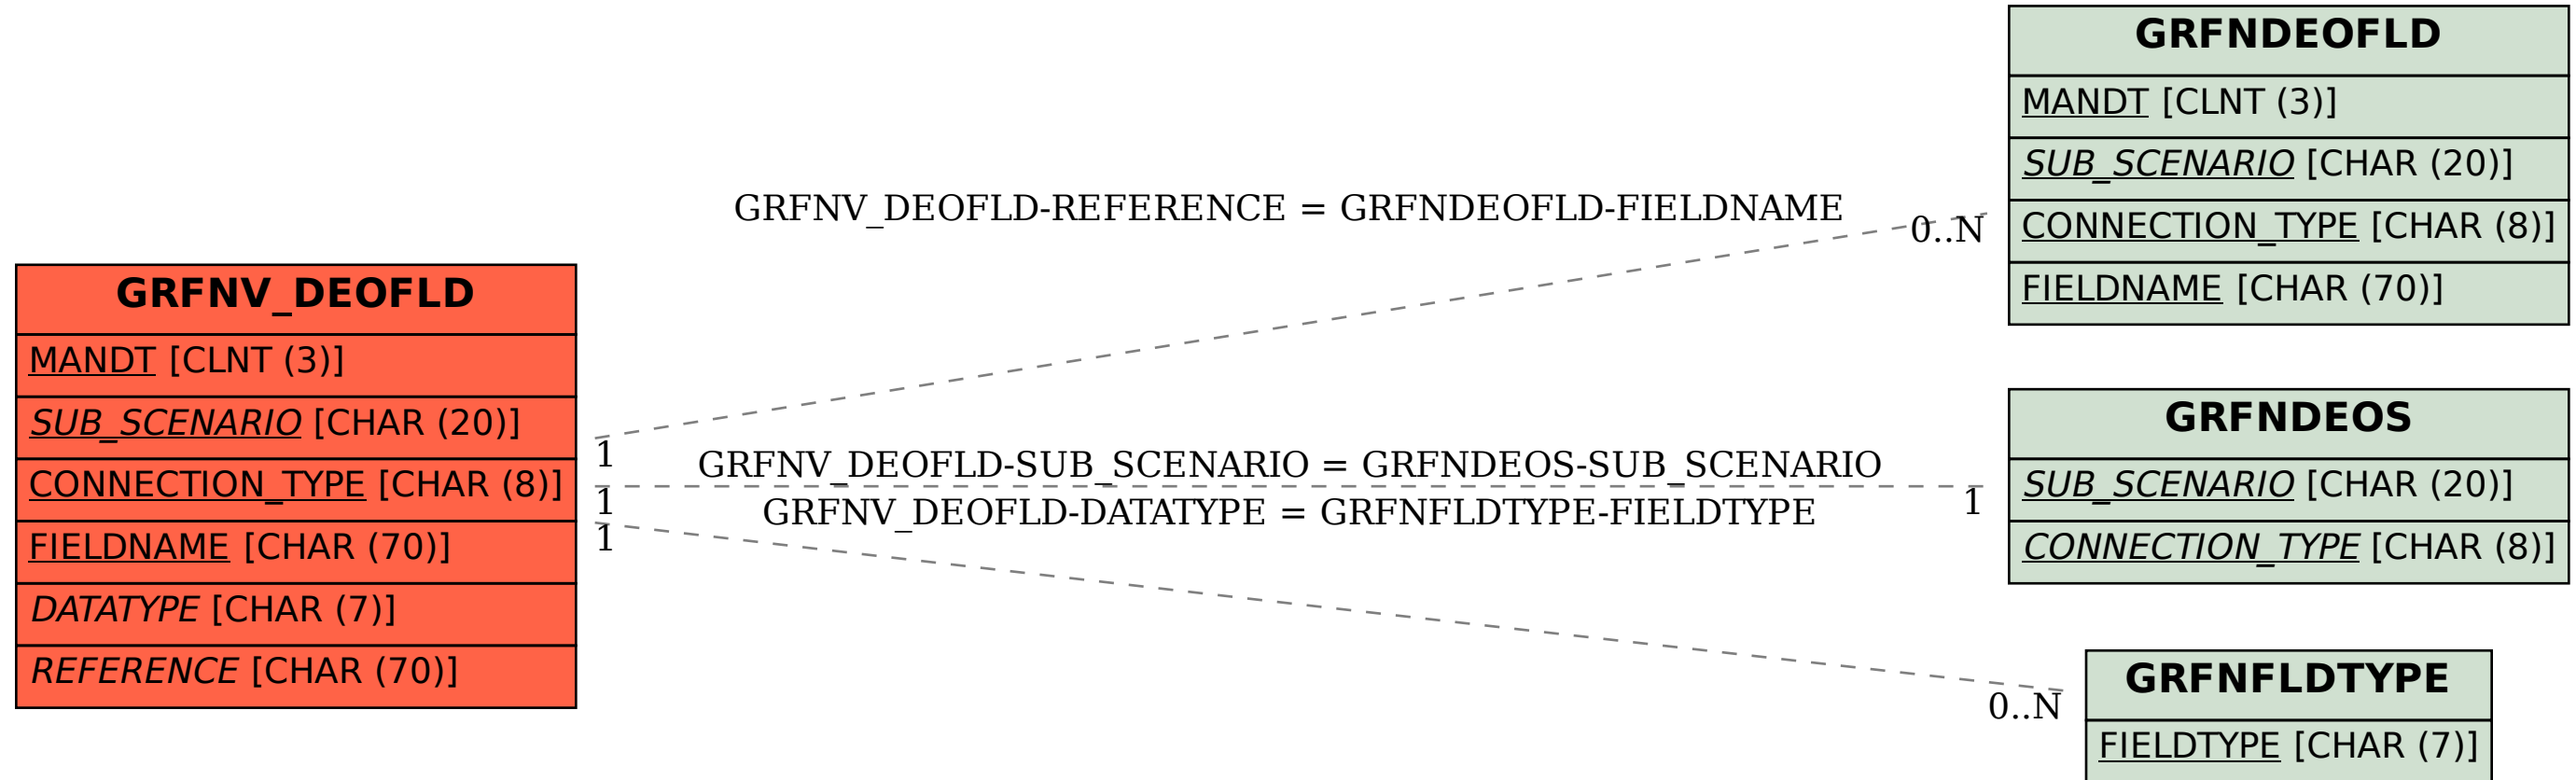 GRFNV_DEOFLD
MANDT [CLNT (3)]
SUB_SCENARIO [CHAR (20)]
CONNECTION_TYPE [CHAR (8)]
FIELDNAME [CHAR (70)]
DATATYPE [CHAR (7)]
REFERENCE [CHAR (70)]
GRFNV_DEOFLD-REFERENCE = GRFNDEOFLD-FIELDNAME
0..N
1
GRFNV_DEOFLD-SUB_SCENARIO = GRFNDEOS-SUB_SCENARIO
1
1
GRFNV_DEOFLD-DATATYPE = GRFNFLDTYPE-FIELDTYPE
1
0..N
GRFNDEOFLD
MANDT [CLNT (3)]
SUB_SCENARIO [CHAR (20)]
CONNECTION_TYPE [CHAR (8)]
FIELDNAME [CHAR (70)]
GRFNDEOS
SUB_SCENARIO [CHAR (20)]
CONNECTION_TYPE [CHAR (8)]
GRFNFLDTYPE
FIELDTYPE [CHAR (7)]